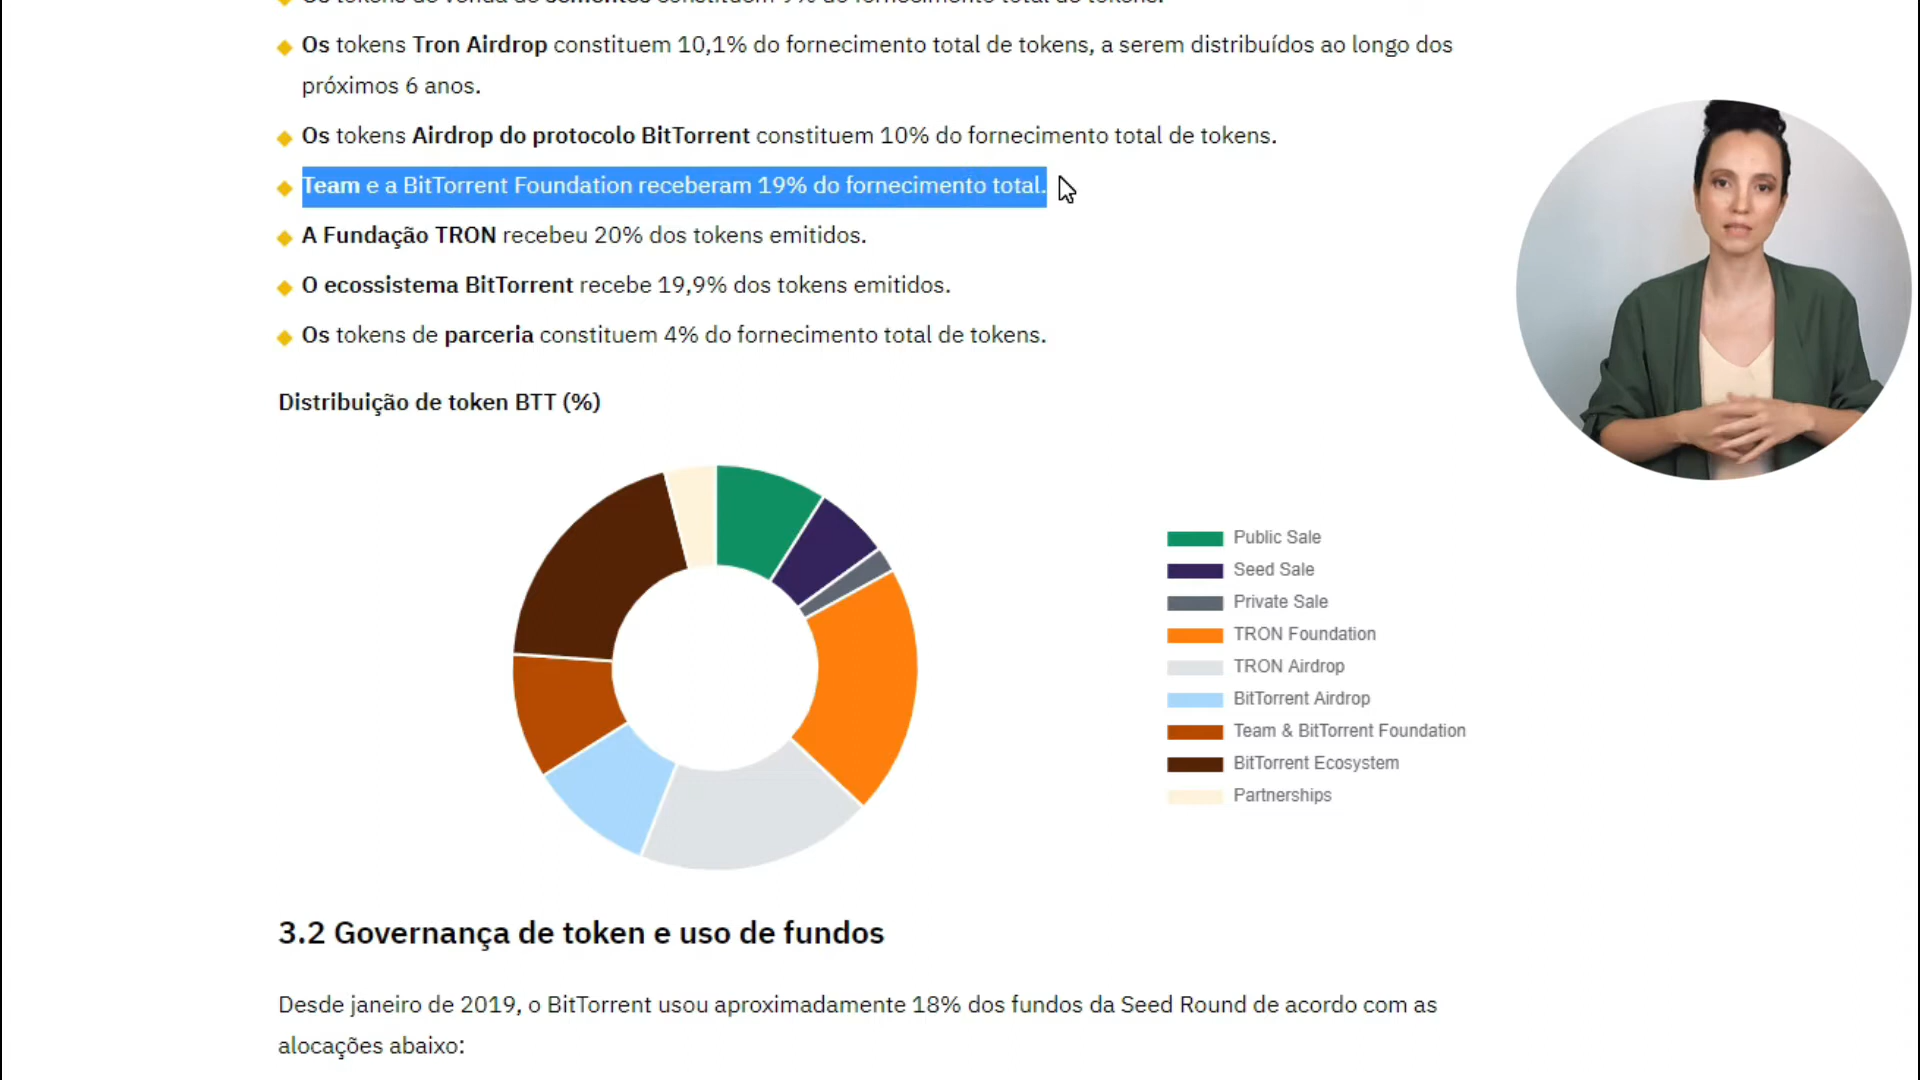 Os tokens Tron Airdrop constituem 10,1% do fornecimento total de tokens, a serem distribuídos ao longo dos
próximos 6 anos.
Os tokens Airdrop do protocolo BitTorrent constituem 10% do fornecimento total de tokens.
Team e a BitTorrent Foundation receberam 19% do fornecimento total.
A Fundação TRON recebeu 20% dos tokens emitidos.
O ecossistema BitTorrent recebe 19,9% dos tokens emitidos.
Os tokens de parceria constituem 4% do fornecimento total de tokens.
Distribuição de token BTT (%)
Public Sale
Seed Sale
Private Sale
TRON Foundation
TRON Airdrop
BitTorrent Airdrop
Team & BitTorrent Foundation
BitTorrent Ecosystem
Partnerships
3.2 Governança de token e uso de fundos
Desde janeiro de 2019, o BitTorrent usou aproximadamente 18% dos fundos da Seed Round de acordo com as
alocações abaixo: